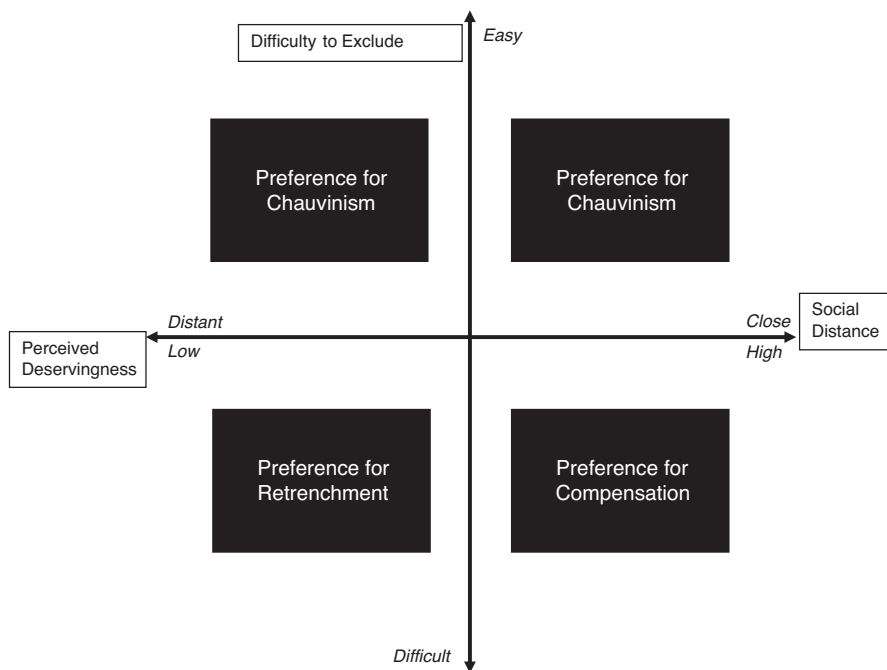 Difficulty to Exclude
Easy
Preference for
Chauvinism
Preference for
Chauvinism
Social
Distance
Distant
Close
Perceived
Deservingness
Low
High
Preference for
Retrenchment
Preference for
Compensation
Difficult